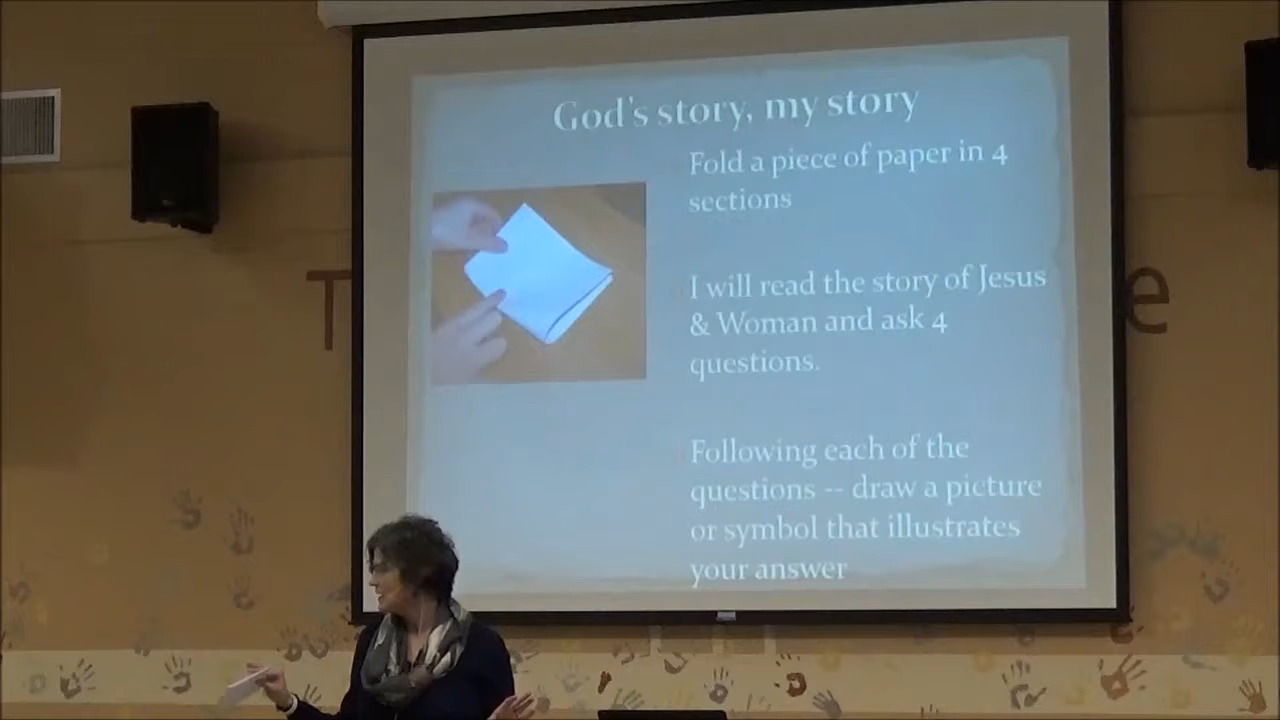 God's story, my story
Fold a piece of paper in 4
sections
I will read the story of Jesus
& Woman and ask 4
questions.
Following each of the
questions -- draw a picture
or symbol that illustrates
your answer
T
e